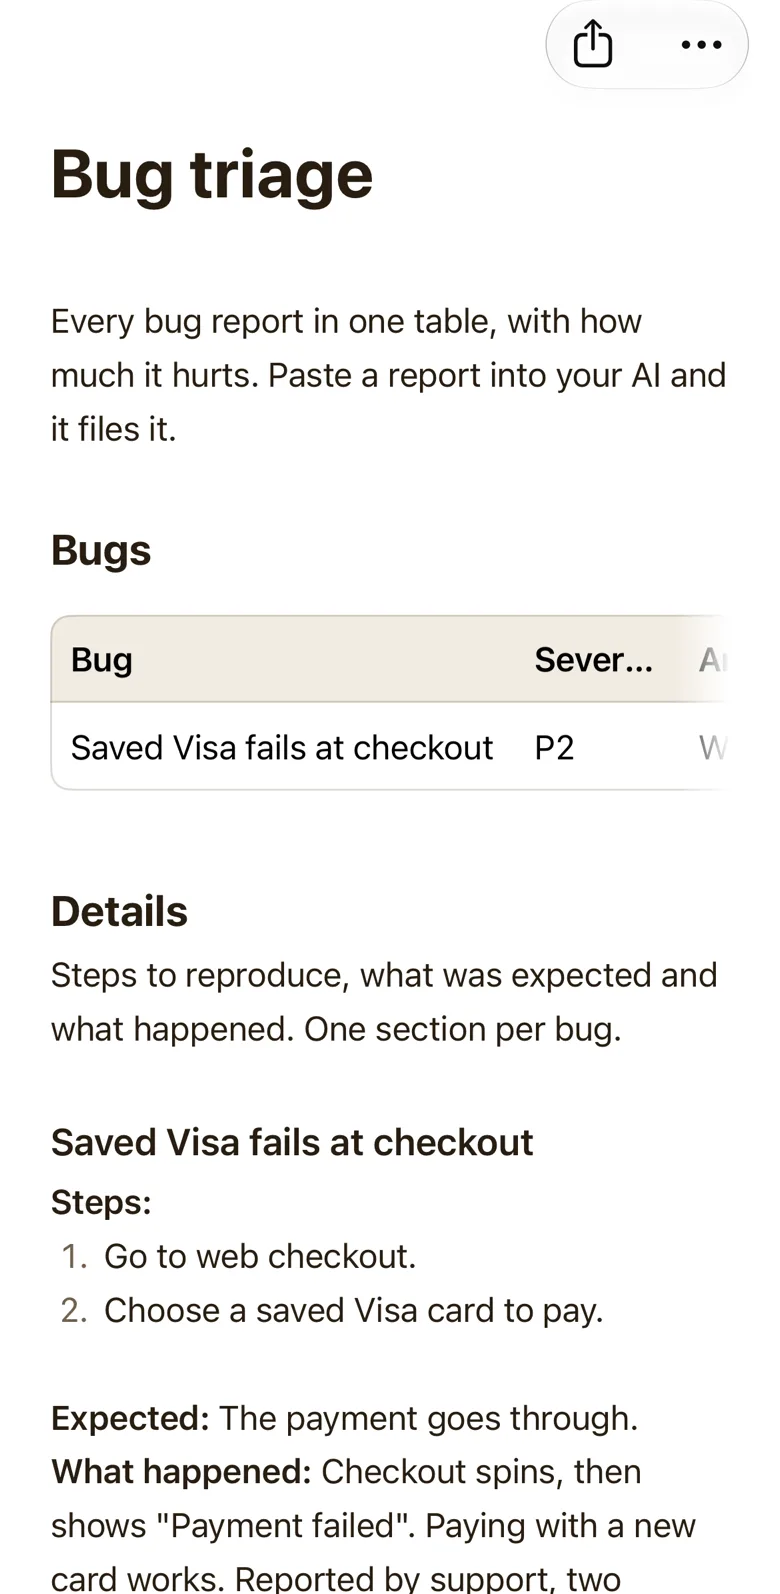 Bug triage
Every bug report in one table, with how
much it hurts. Paste a report into your AI and
it files it.
Bugs
Bug Sever...
Saved Visa fails at checkout P2
Details
Steps to reproduce, what was expected and
what happened. One section per bug.
Saved Visa fails at checkout
Steps:
1. Go to web checkout.
2. Choose a saved Visa card to pay.
Expected: The payment goes through.
What happened: Checkout spins, then
shows "Payment failed". Paying with a new
card works. Reported by support, two